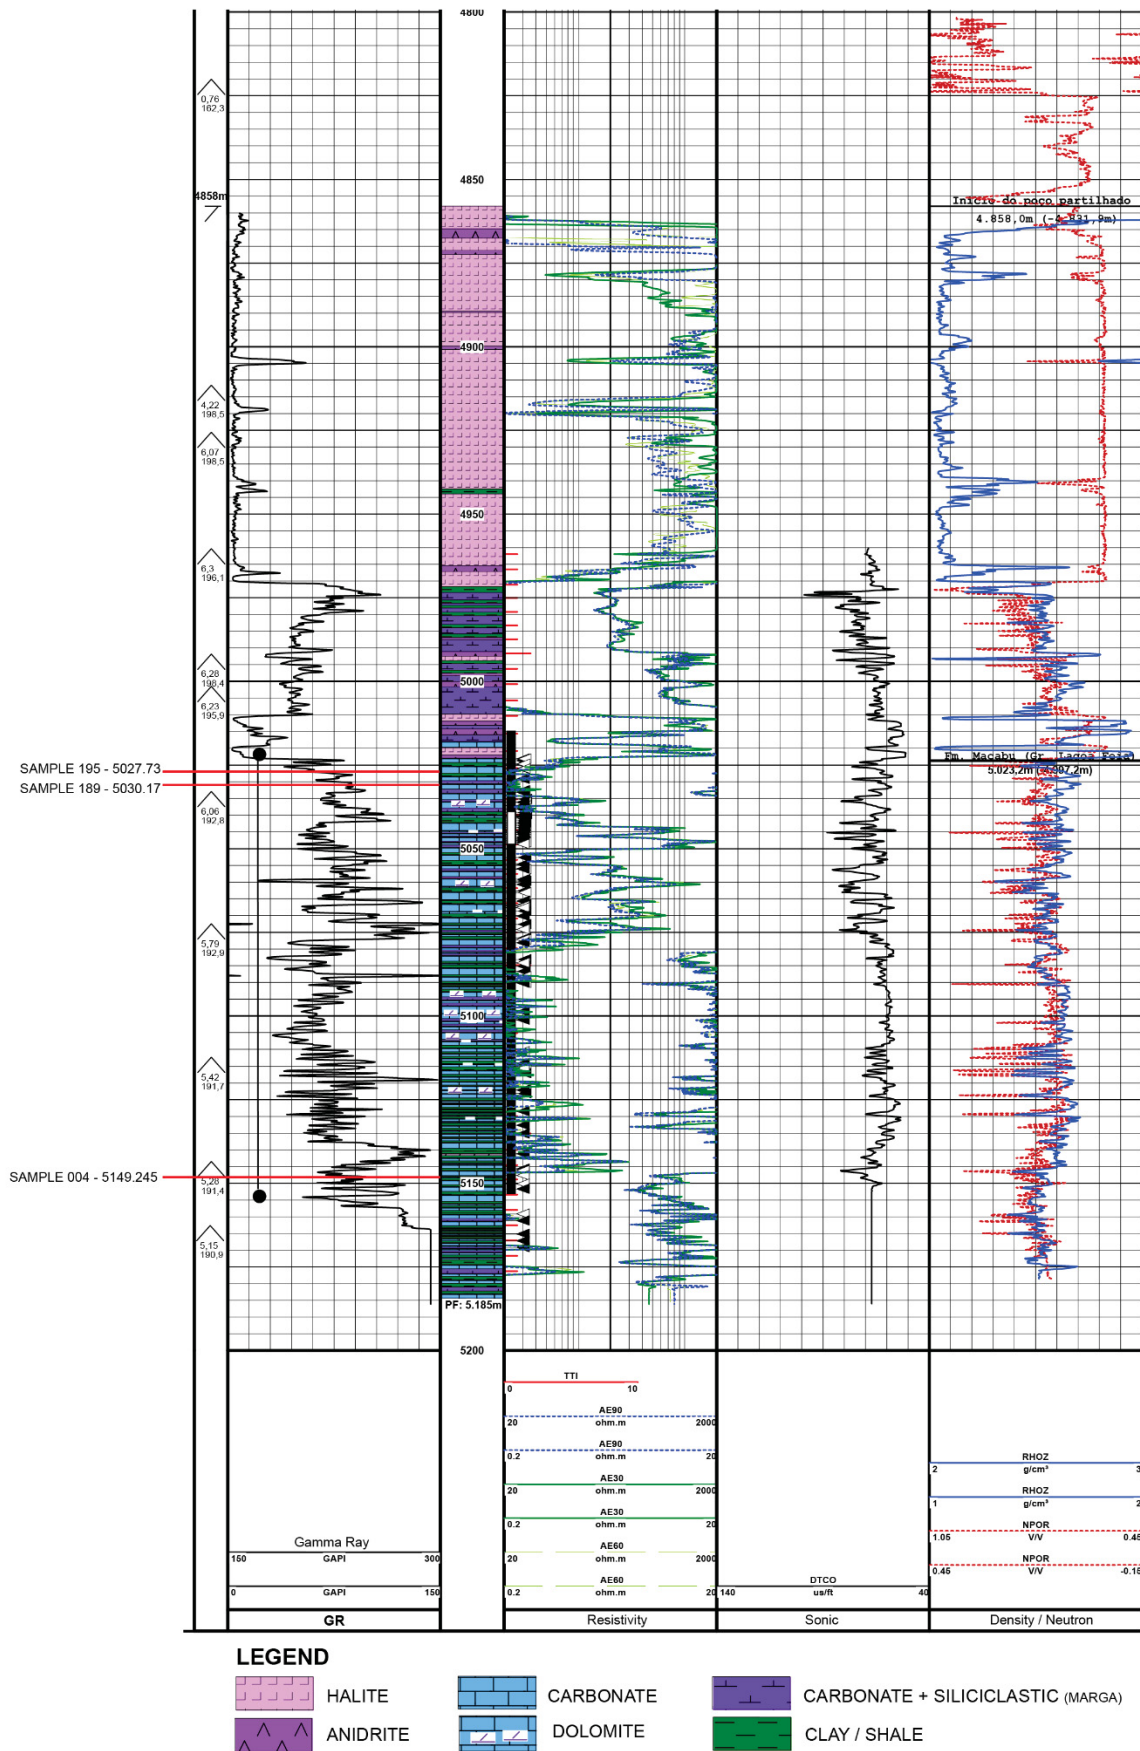 4800
0,76
182,3
4850
4858m
Início do poço partilhado
4.858,0m (-4.831,9m)
4900
4,22
198,5
6,07
198,5
4950
6,3
196,1
6,28
198,4
5000
6,23
195,9
Fm. Macabu (Gr. Lagoa Feia)
5.023,2m
SAMPLE 195 - 5027.73
SAMPLE 189 - 5030.17
6,06
192,8
5050
5,79
192,9
5100
5,42
191,7
SAMPLE 004 - 5149.245
5150
5,28
191,4
5,15
190,9
PF: 5.185m
5200
TTI
0 10
AE90
20 ohm.m 2000
AE90
0.2 ohm.m 20
AE30
20 ohm.m 2000
AE30
0.2 ohm.m 20
AE60
20 ohm.m 2000
AE60
0.2 ohm.m 20
RHOZ
2 g/cm³ 3
RHOZ
1 g/cm³ 2
NPOR
1.05 V/V 0.45
NPOR
0.45 V/V -0.15
Gamma Ray
150 GAPI 300
0 GAPI 150
DTCO
140 us/ft 40
GR
Resistivity
Sonic
Density / Neutron
LEGEND
HALITE
CARBONATE
CARBONATE + SILICICLASTIC (MARGA)
ANIDRITE
DOLOMITE
CLAY / SHALE